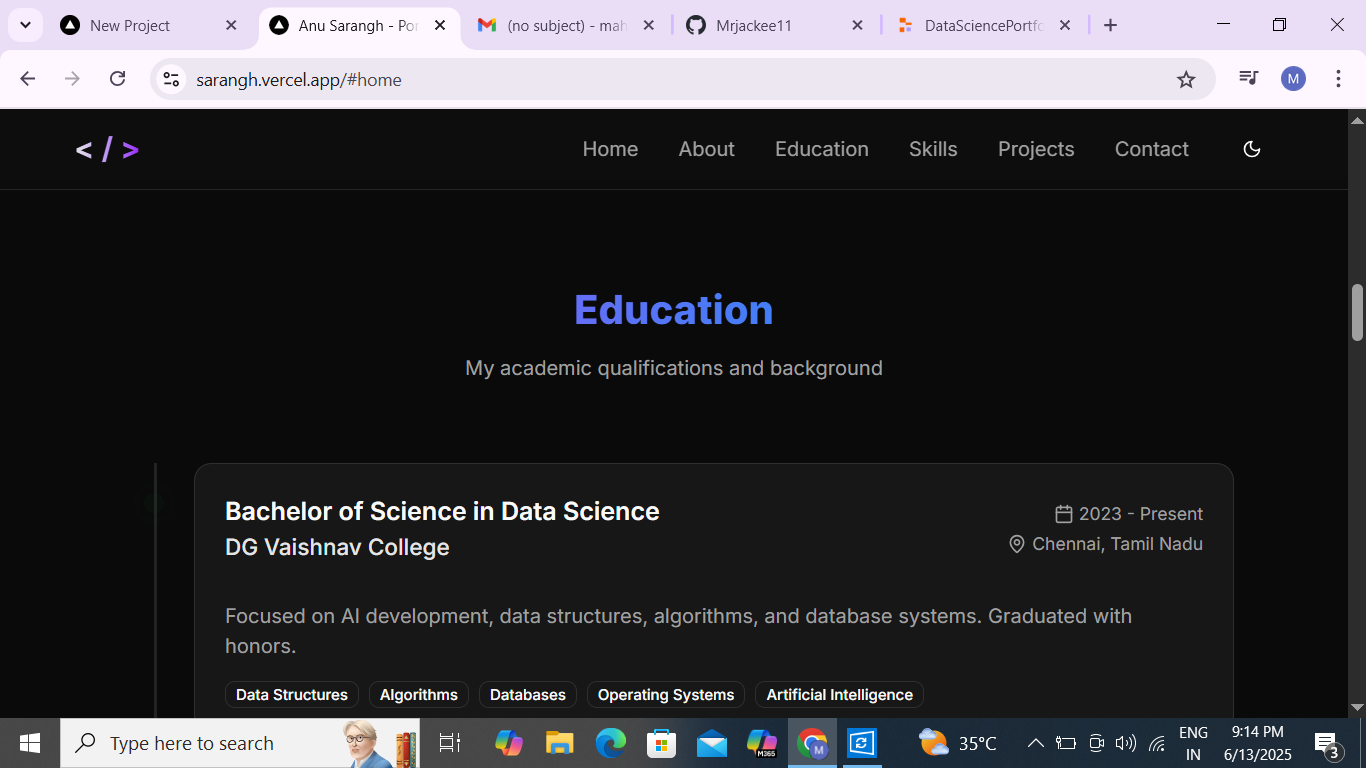 New Project
Anu Sarangh - Por
(no subject) - mah
Mrjackee11
DataSciencePortfo
sarangh.vercel.app/#home
M
< / >
Home
About
Education
Skills
Projects
Contact
Education
My academic qualifications and background
Bachelor of Science in Data Science
2023 - Present
DG Vaishnav College
Chennai, Tamil Nadu
Focused on AI development, data structures, algorithms, and database systems. Graduated with
honors.
Data Structures
Algorithms
Databases
Operating Systems
Artificial Intelligence
Type here to search
M365
M
35°C
ENG
IN
9:14 PM
6/13/2025
3